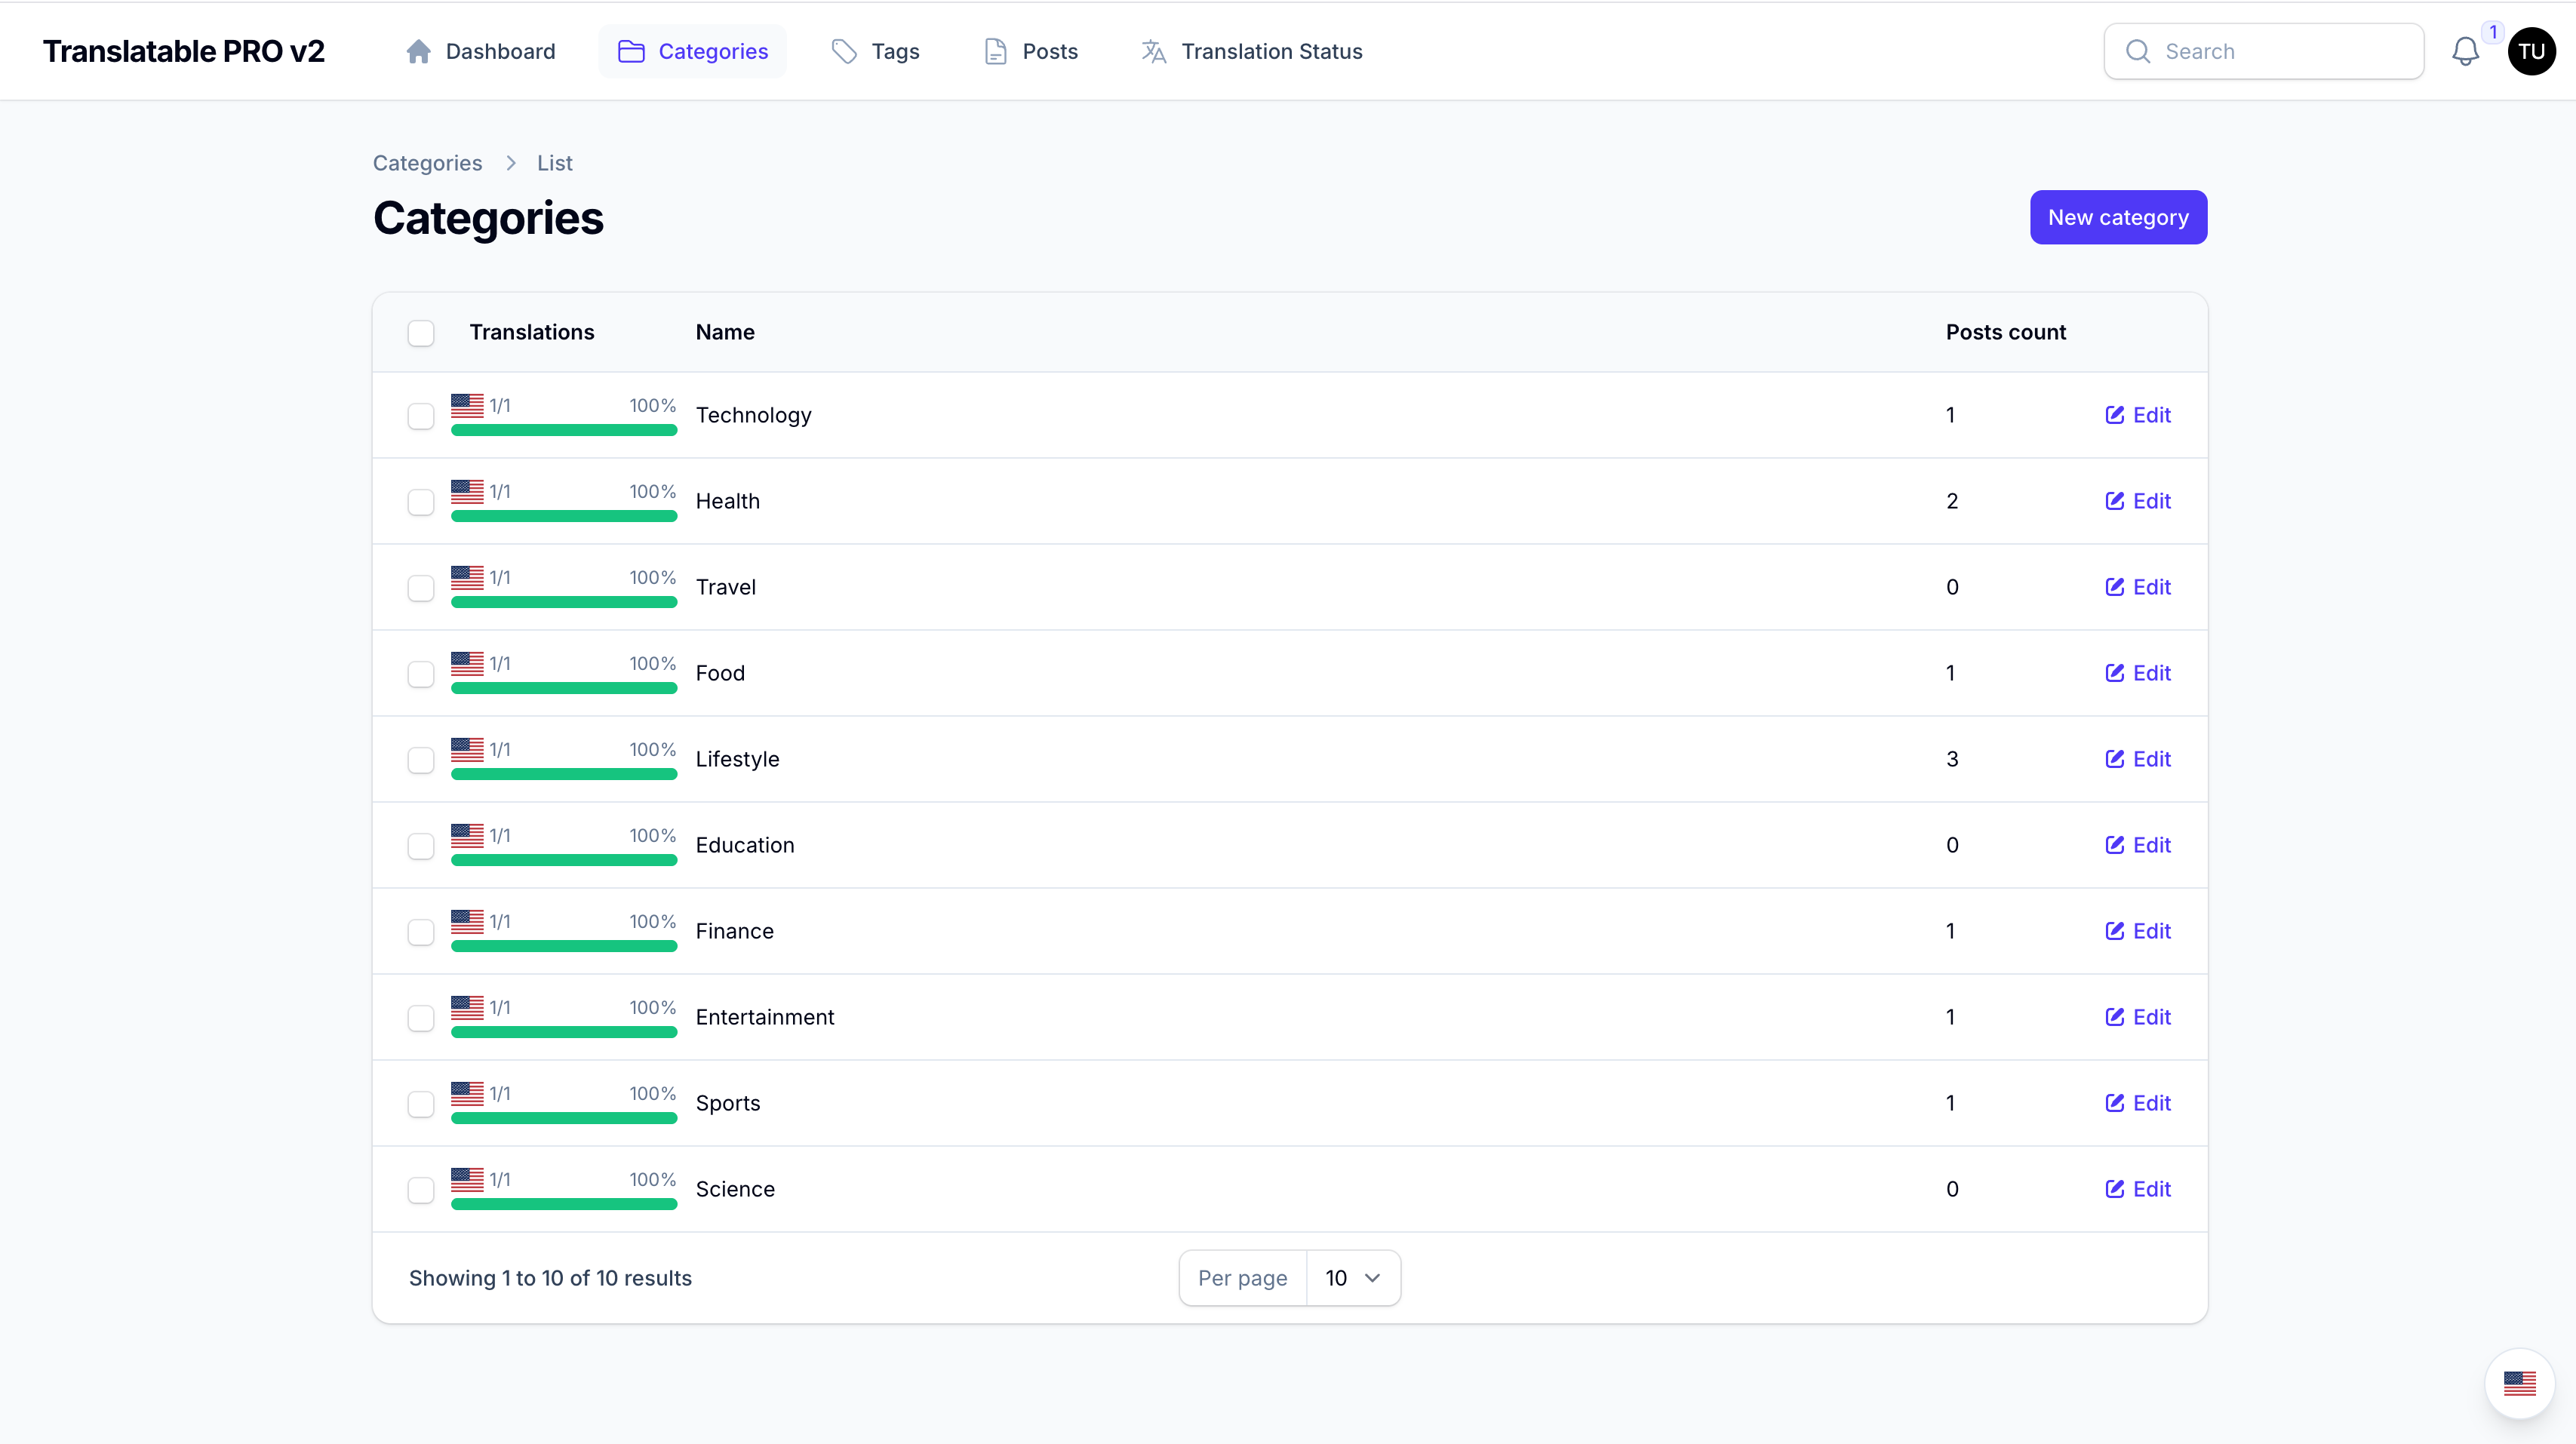 Translatable PRO v2
Dashboard
Categories
Tags
Posts
Translation Status
Search
1
TU
Categories > List
Categories
New category
Translations Name Posts count
1/1 100% Technology 1 Edit
1/1 100% Health 2 Edit
1/1 100% Travel 0 Edit
1/1 100% Food 1 Edit
1/1 100% Lifestyle 3 Edit
1/1 100% Education 0 Edit
1/1 100% Finance 1 Edit
1/1 100% Entertainment 1 Edit
1/1 100% Sports 1 Edit
1/1 100% Science 0 Edit
Showing 1 to 10 of 10 results
Per page 10